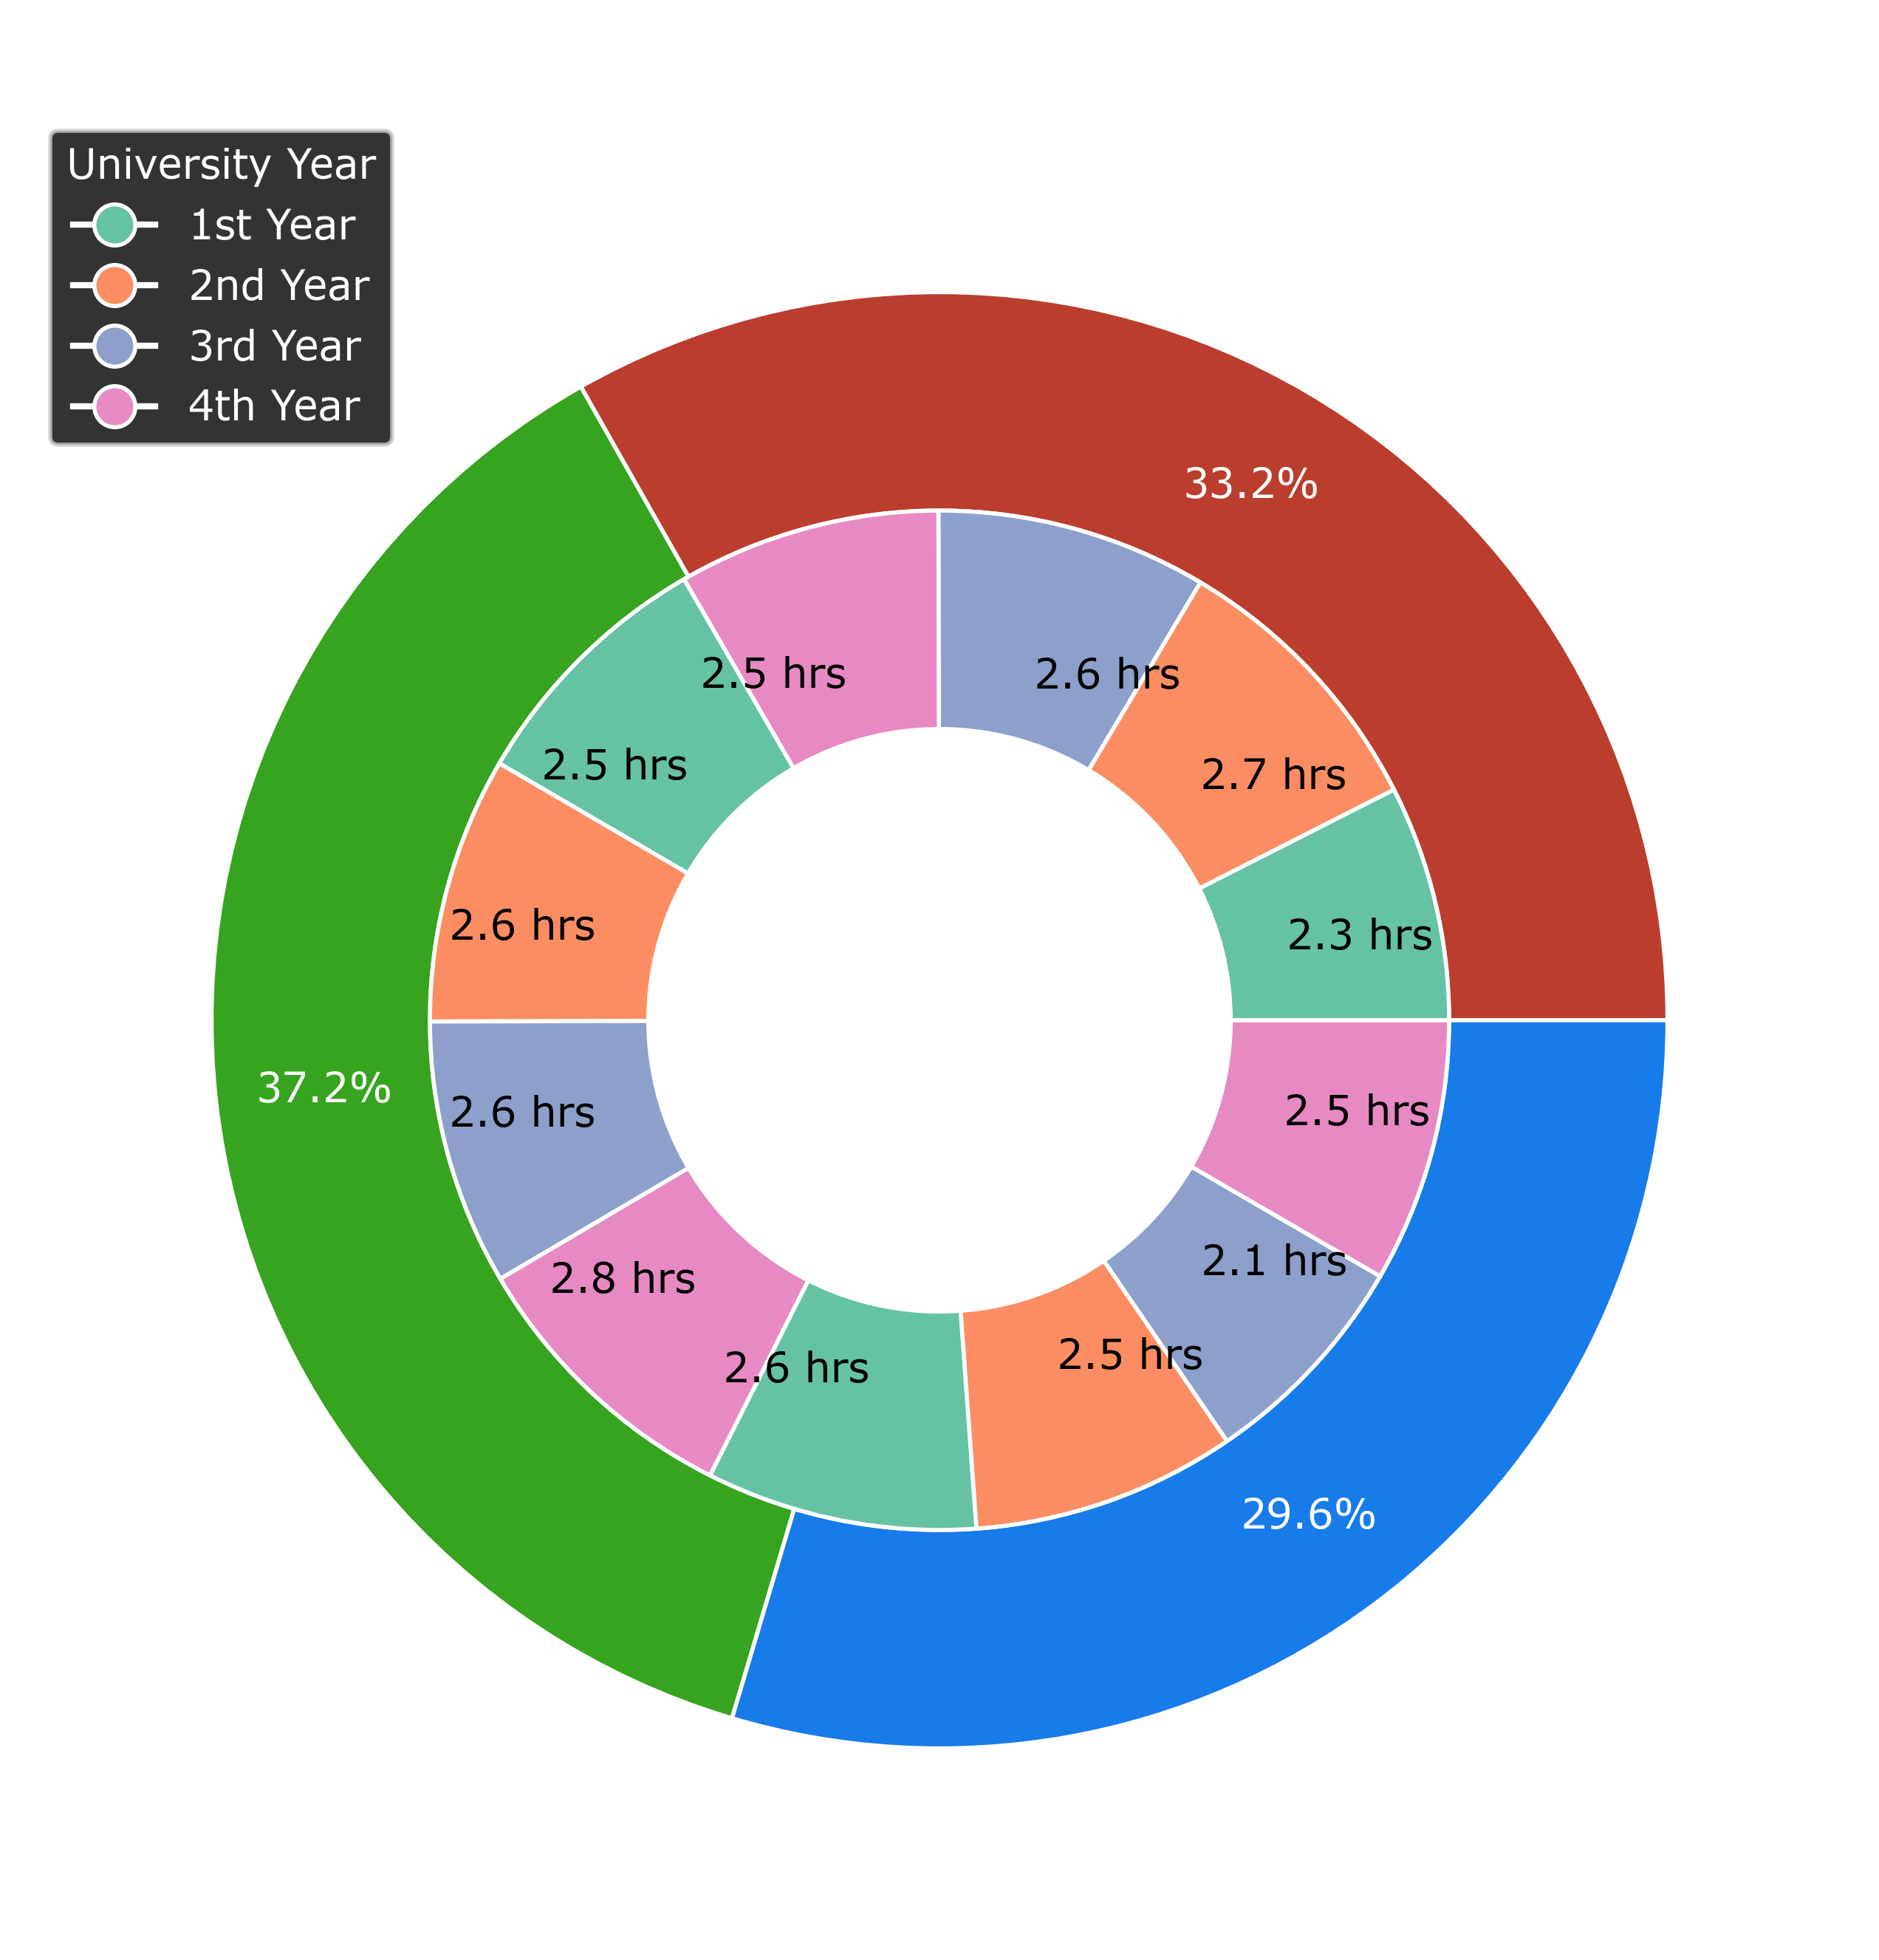 University Year
1st Year
2nd Year
3rd Year
4th Year
33.2%
2.5 hrs
2.6 hrs
2.5 hrs
2.7 hrs
2.6 hrs
2.3 hrs
37.2%
2.6 hrs
2.5 hrs
2.8 hrs
2.1 hrs
2.6 hrs
2.5 hrs
29.6%